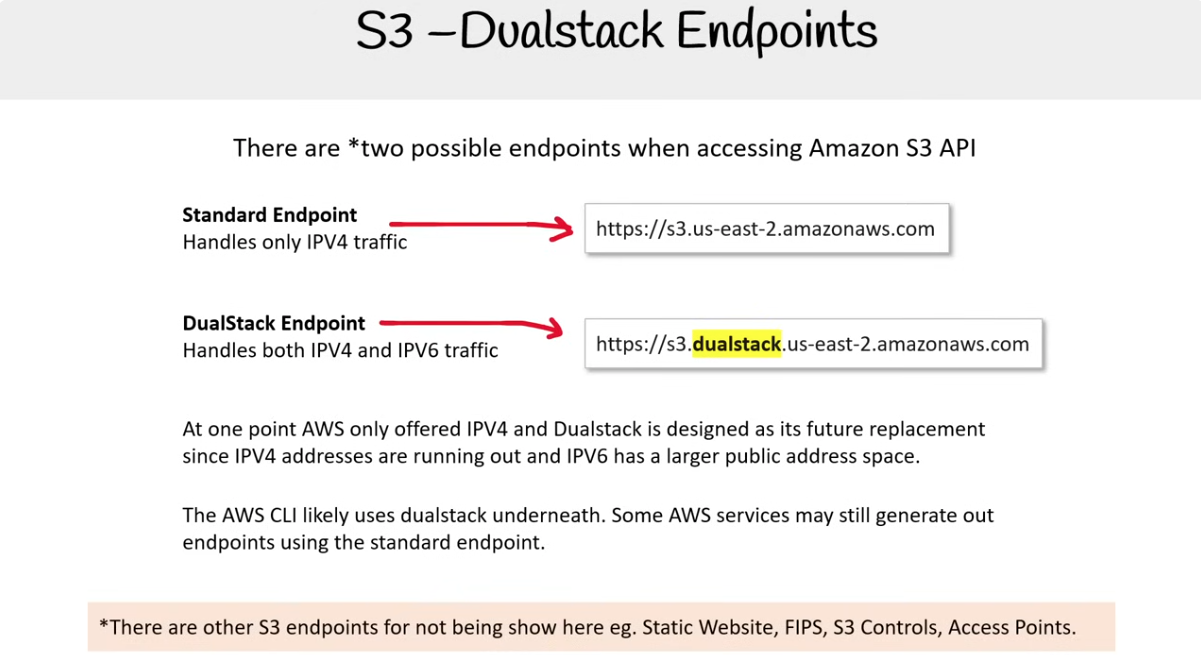 S3 –Dualstack Endpoints
There are *two possible endpoints when accessing Amazon S3 API
Standard Endpoint
Handles only IPV4 traffic
https://s3.us-east-2.amazonaws.com
DualStack Endpoint
Handles both IPV4 and IPV6 traffic
https://s3.dualstack.us-east-2.amazonaws.com
At one point AWS only offered IPV4 and Dualstack is designed as its future replacement
since IPV4 addresses are running out and IPV6 has a larger public address space.
The AWS CLI likely uses dualstack underneath. Some AWS services may still generate out
endpoints using the standard endpoint.
*There are other S3 endpoints for not being show here eg. Static Website, FIPS, S3 Controls, Access Points.